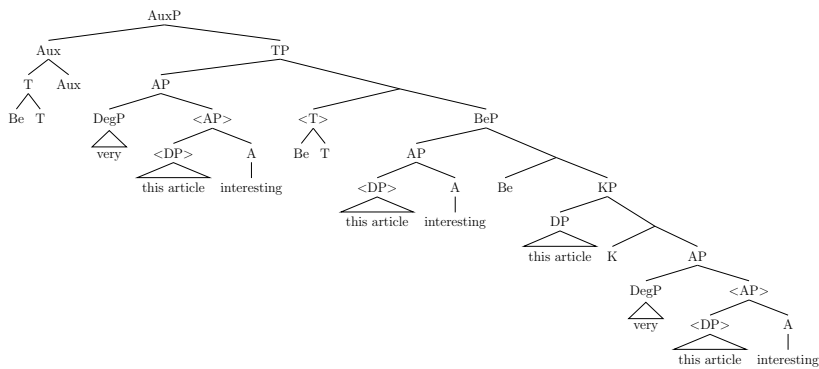 AuxP
Aux TP
T Aux AP
Be T DegP <AP> <T> BeP
very <DP> A Be T AP
this article interesting <DP> A Be KP
this article interesting DP
this article K AP
DegP <AP>
very <DP> A
this article interesting